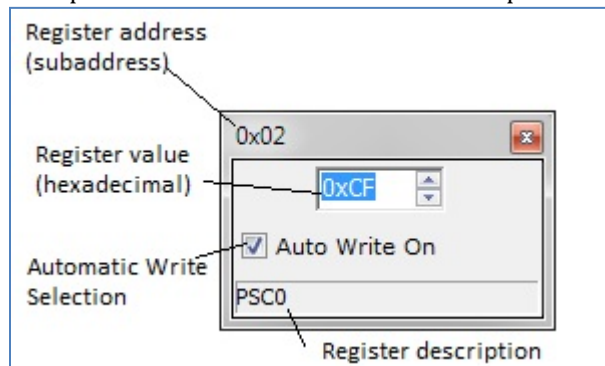 Register address
(subaddress)
0x02
Register value
(hexadecimal)
0xCF
Auto Write On
Automatic Write
Selection
PSC0
Register description